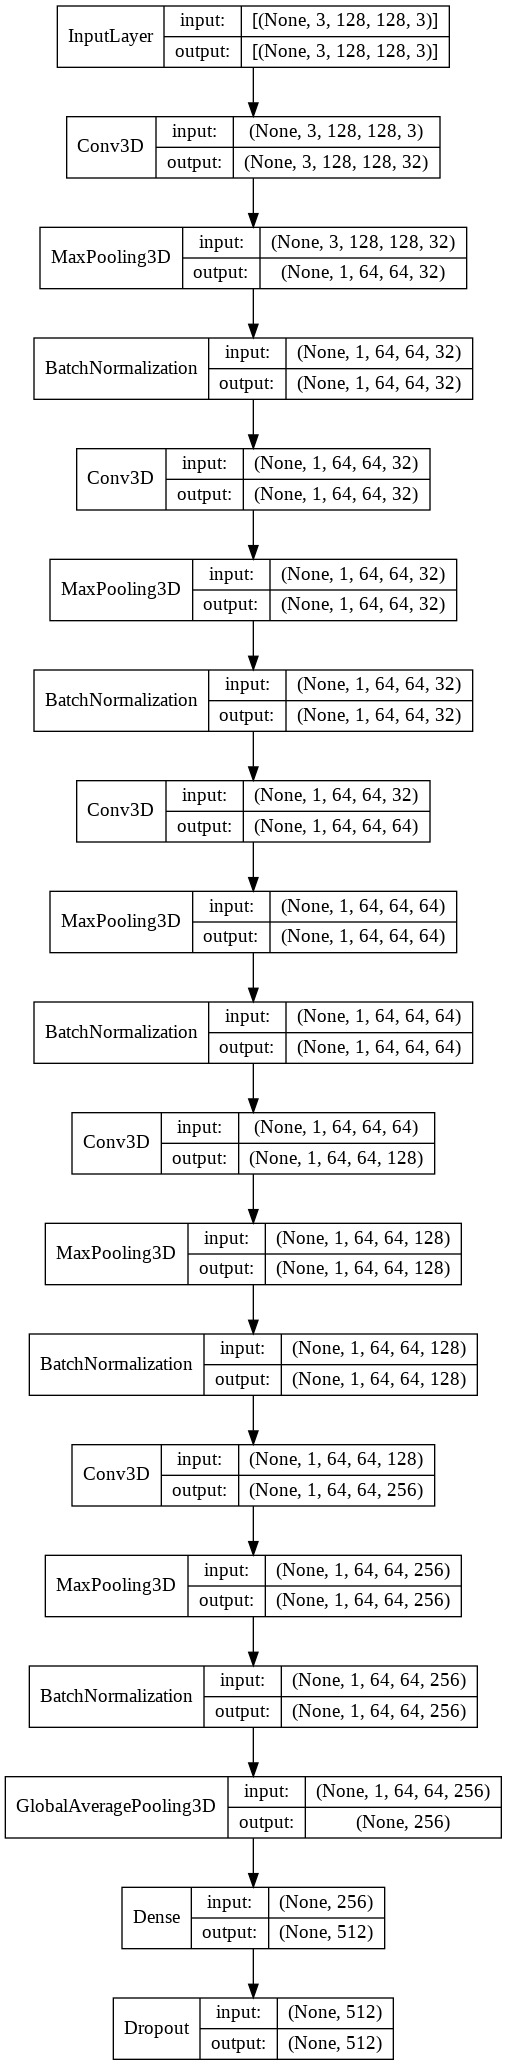 InputLayer input: [(None, 3, 128, 128, 3)]
output: [(None, 3, 128, 128, 3)]
Conv3D input: (None, 3, 128, 128, 3)
output: (None, 3, 128, 128, 32)
MaxPooling3D input: (None, 3, 128, 128, 32)
output: (None, 1, 64, 64, 32)
BatchNormalization input: (None, 1, 64, 64, 32)
output: (None, 1, 64, 64, 32)
Conv3D input: (None, 1, 64, 64, 32)
output: (None, 1, 64, 64, 32)
MaxPooling3D input: (None, 1, 64, 64, 32)
output: (None, 1, 64, 64, 32)
BatchNormalization input: (None, 1, 64, 64, 32)
output: (None, 1, 64, 64, 32)
Conv3D input: (None, 1, 64, 64, 32)
output: (None, 1, 64, 64, 64)
MaxPooling3D input: (None, 1, 64, 64, 64)
output: (None, 1, 64, 64, 64)
BatchNormalization input: (None, 1, 64, 64, 64)
output: (None, 1, 64, 64, 64)
Conv3D input: (None, 1, 64, 64, 64)
output: (None, 1, 64, 64, 128)
MaxPooling3D input: (None, 1, 64, 64, 128)
output: (None, 1, 64, 64, 128)
BatchNormalization input: (None, 1, 64, 64, 128)
output: (None, 1, 64, 64, 128)
Conv3D input: (None, 1, 64, 64, 128)
output: (None, 1, 64, 64, 256)
MaxPooling3D input: (None, 1, 64, 64, 256)
output: (None, 1, 64, 64, 256)
BatchNormalization input: (None, 1, 64, 64, 256)
output: (None, 1, 64, 64, 256)
GlobalAveragePooling3D input: (None, 1, 64, 64, 256)
output: (None, 256)
Dense input: (None, 256)
output: (None, 512)
Dropout input: (None, 512)
output: (None, 512)